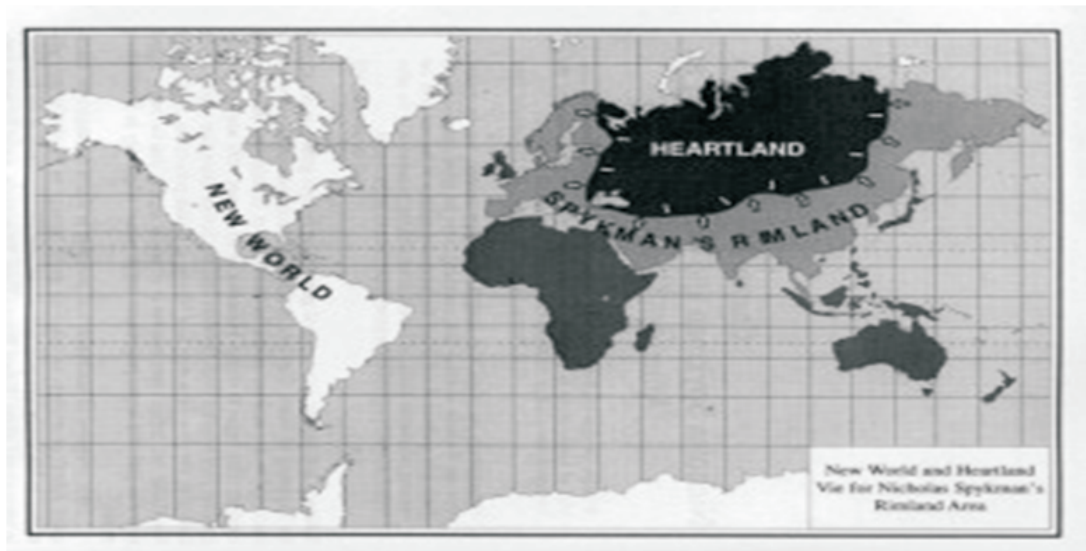 HEARTLAND
NEW WORLD
SPYKMAN'S RIMLAND
New World and Heartland
Vie for Nicholas Spykman's
Rimland Area